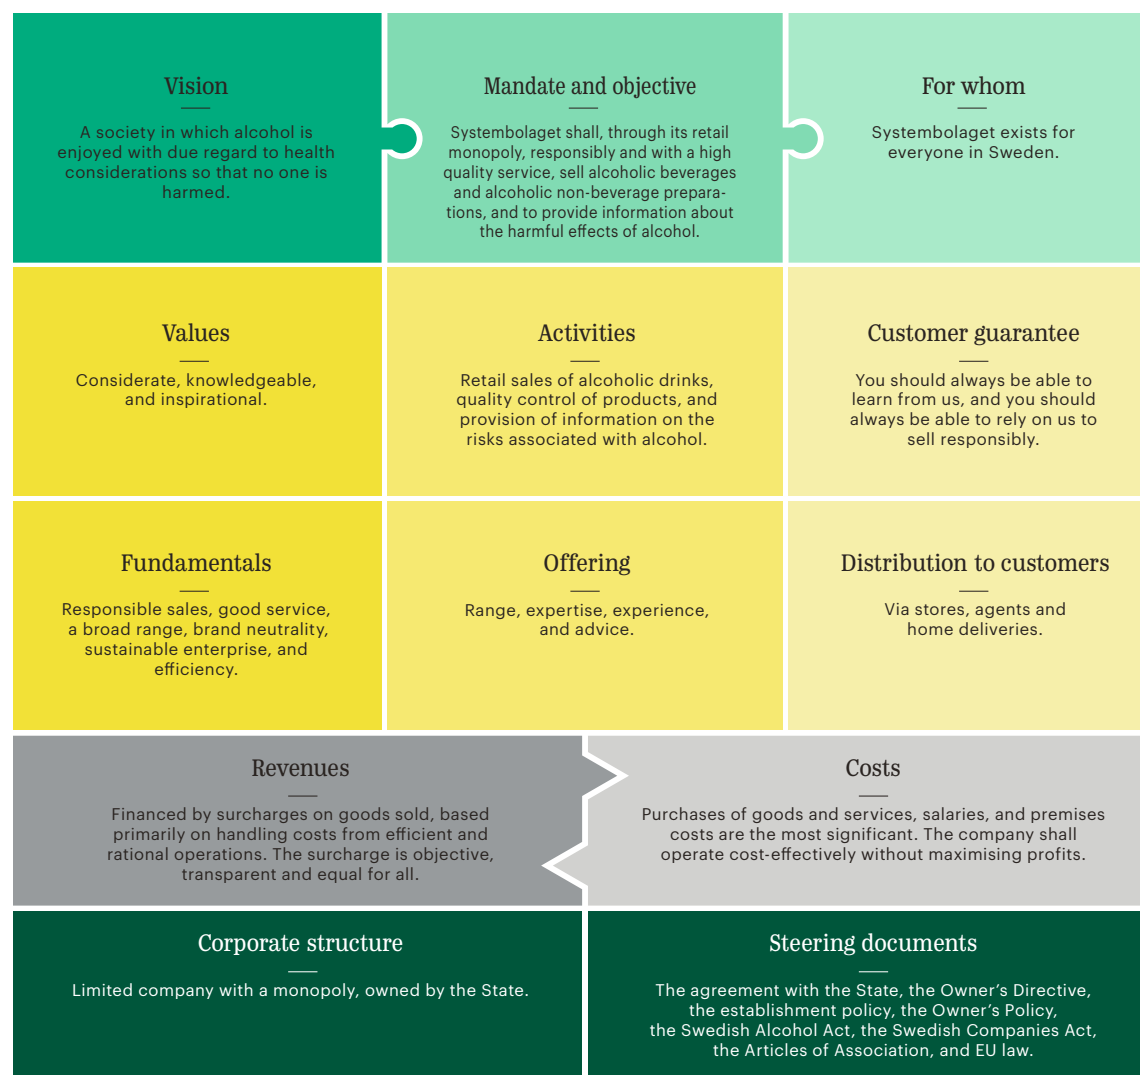 Vision
A society in which alcohol is
enjoyed with due regard to health
considerations so that no one is
harmed.
Mandate and objective
Systembolaget shall, through its retail
monopoly, responsibly and with a high
quality service, sell alcoholic beverages
and alcoholic non-beverage prepara-
tions, and to provide information about
the harmful effects of alcohol.
For whom
Systembolaget exists for
everyone in Sweden.
Values
Considerate, knowledgeable,
and inspirational.
Activities
Retail sales of alcoholic drinks,
quality control of products, and
provision of information on the
risks associated with alcohol.
Customer guarantee
You should always be able to
learn from us, and you should
always be able to rely on us to
sell responsibly.
Fundamentals
Responsible sales, good service,
a broad range, brand neutrality,
sustainable enterprise, and
efficiency.
Offering
Range, expertise, experience,
and advice.
Distribution to customers
Via stores, agents and
home deliveries.
Revenues
Financed by surcharges on goods sold, based
primarily on handling costs from efficient and
rational operations. The surcharge is objective,
transparent and equal for all.
Costs
Purchases of goods and services, salaries, and premises
costs are the most significant. The company shall
operate cost-effectively without maximising profits.
Corporate structure
Limited company with a monopoly, owned by the State.
Steering documents
The agreement with the State, the Owner’s Directive,
the establishment policy, the Owner’s Policy,
the Swedish Alcohol Act, the Swedish Companies Act,
the Articles of Association, and EU law.